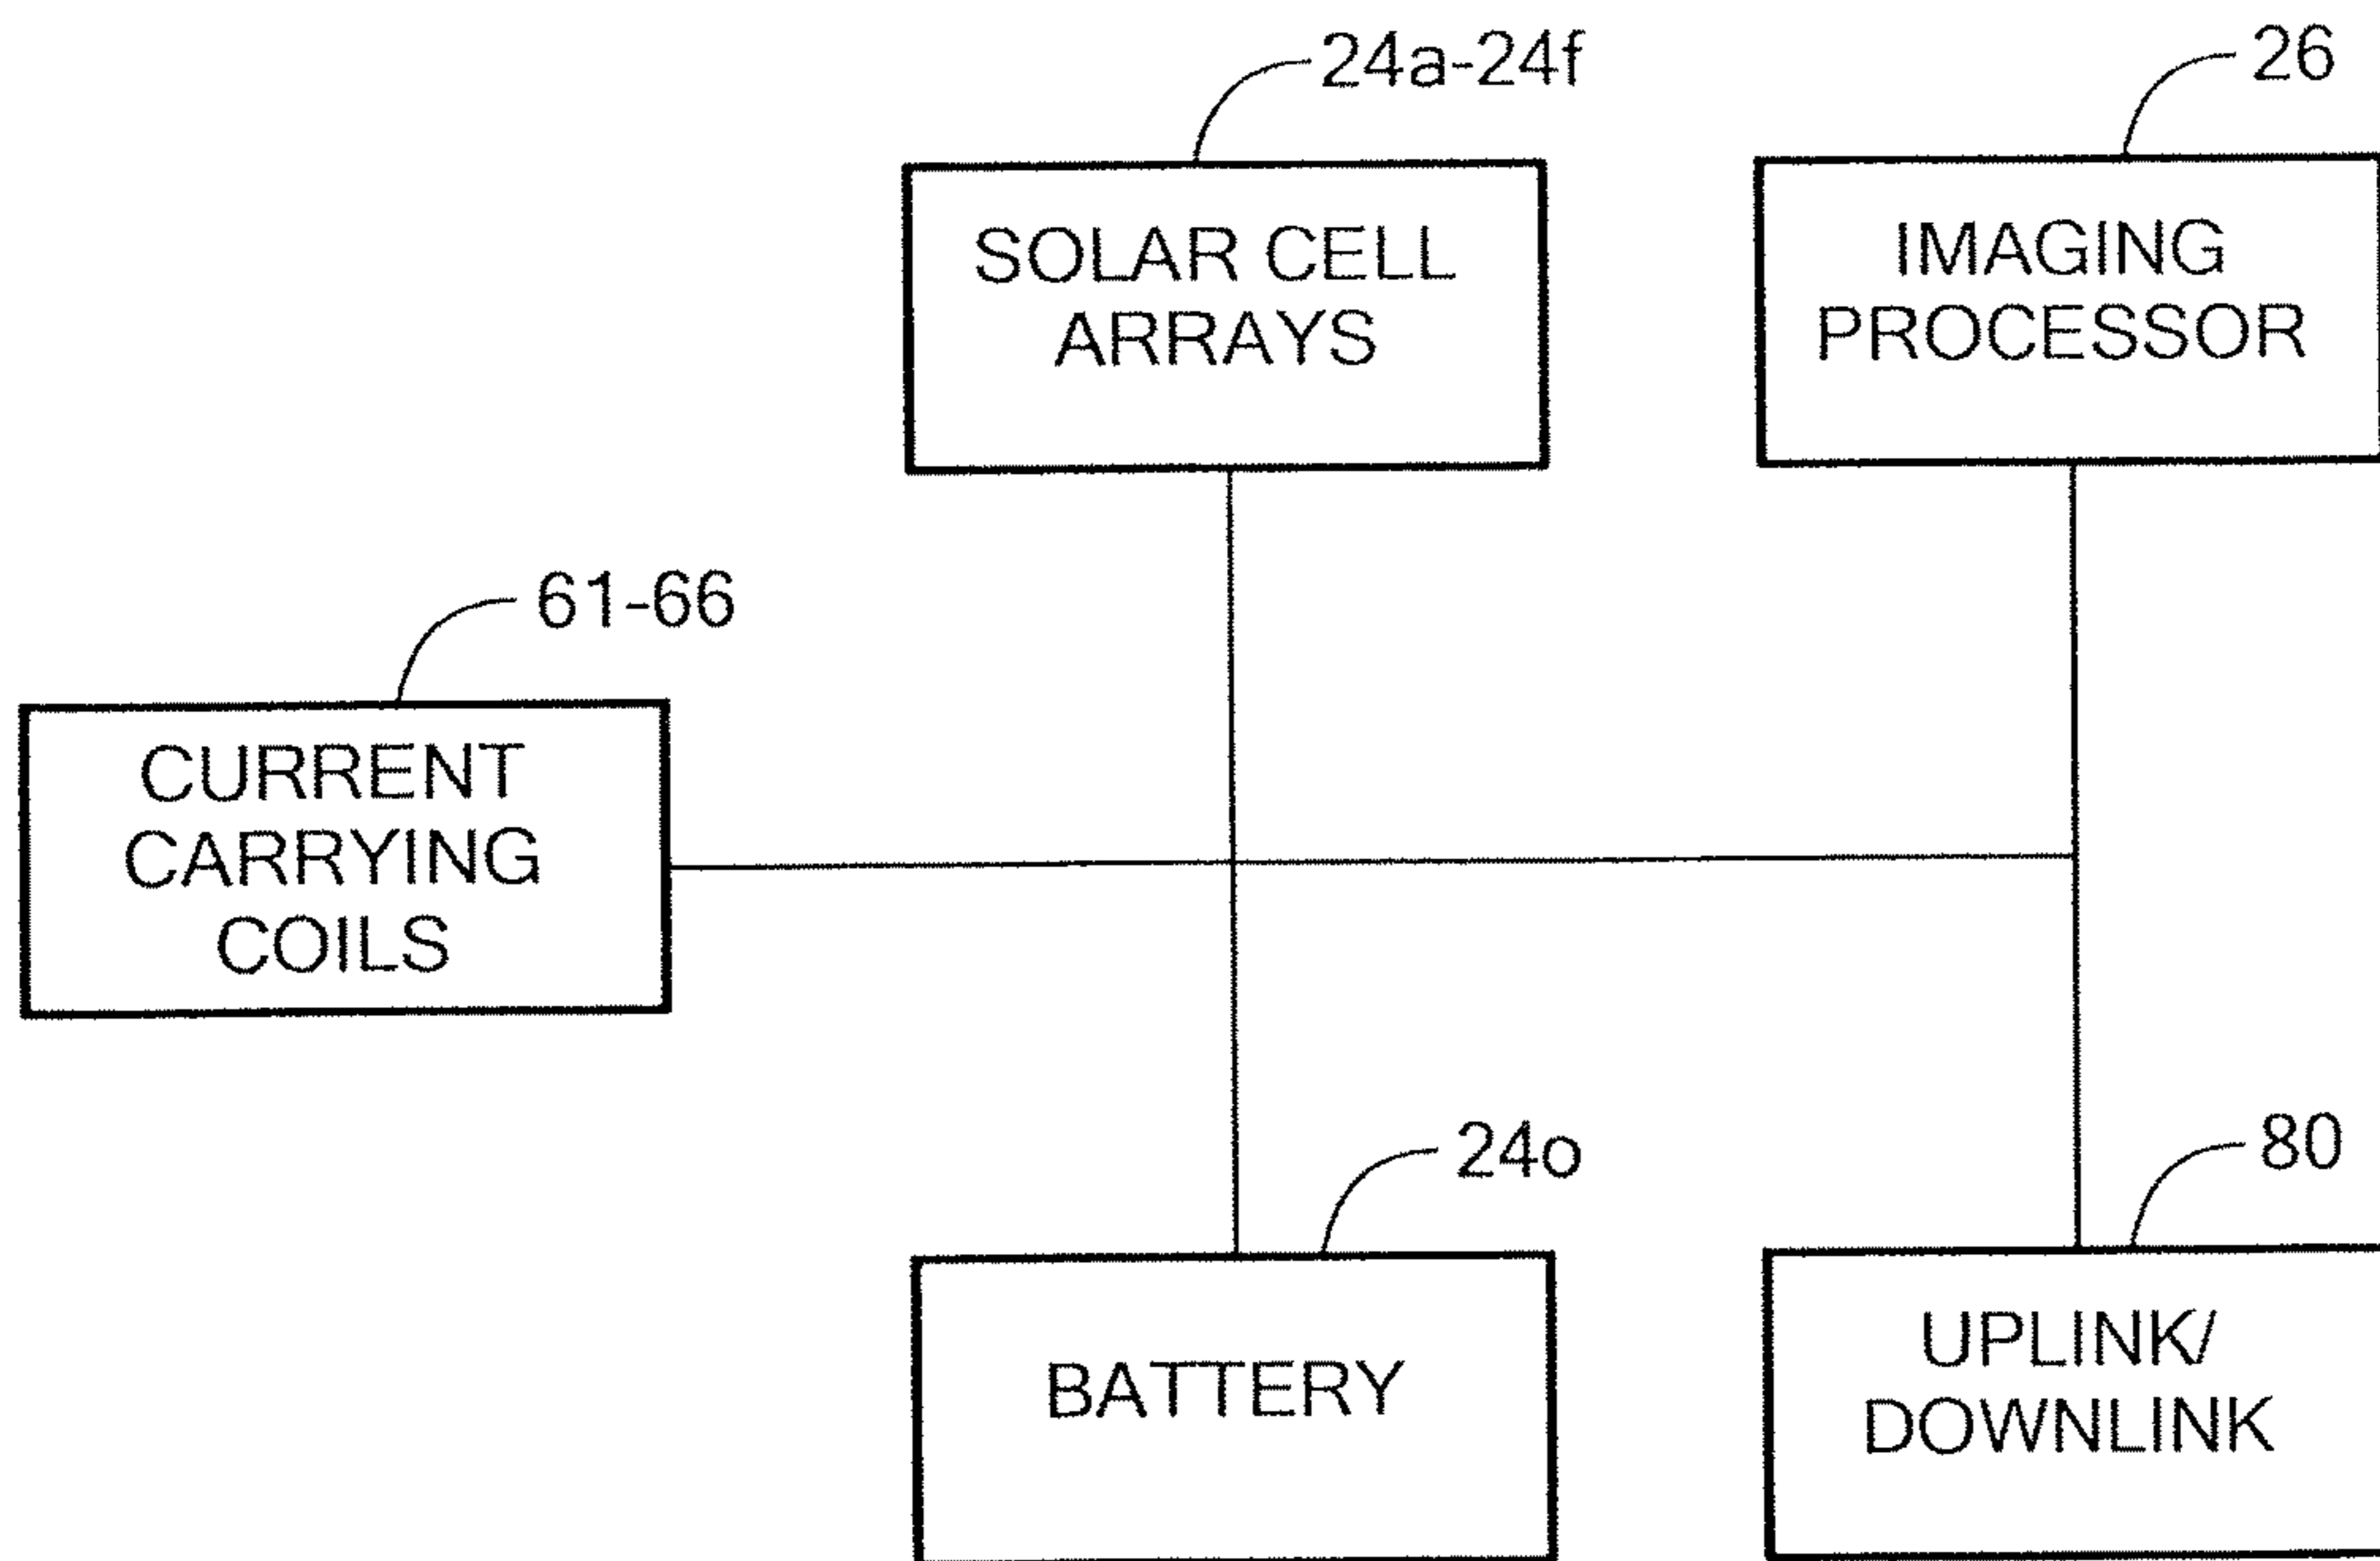 24a-24f
26
SOLAR CELL
ARRAYS
IMAGING
PROCESSOR
61-66
CURRENT
CARRYING
COILS
24o
80
BATTERY
UPLINK/
DOWNLINK